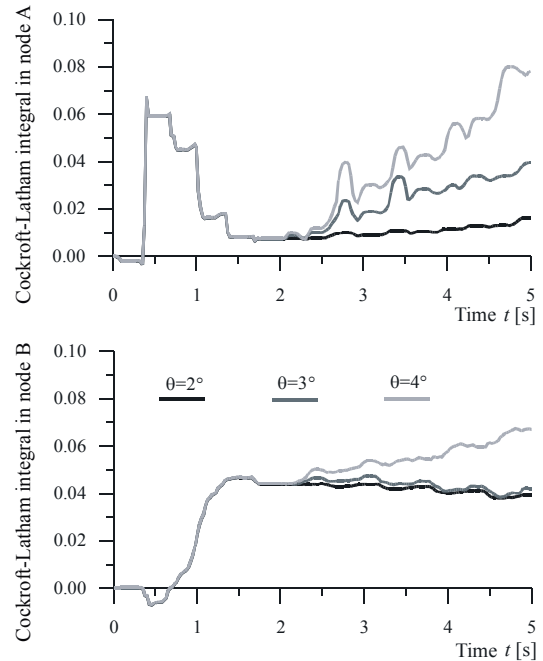 Cockroft-Latham integral in node A
0.10
0.08
0.06
0.04
0.02
0.00
0 1 2 3 4 5
Time t [s]
Cockroft-Latham integral in node B
0.10
0.08
0.06
0.04
0.02
0.00
θ=2° θ=3° θ=4°
0 1 2 3 4 5
Time t [s]